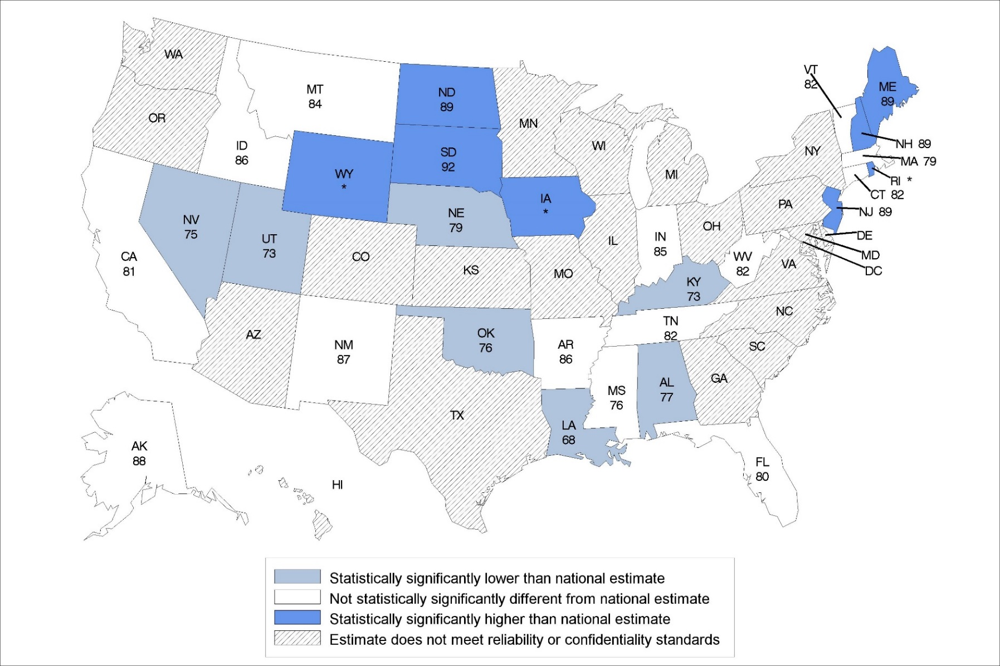 WA
MT
84
ND
89
VT
82
ME
89
OR
MN
ID
86
SD
92
WI
NY
NH 89
MA 79
WY
*
MI
RI *
IA
*
CT 82
NV
75
NE
79
PA
NJ 89
UT
73
OH
DE
IL
IN
85
MD
CA
81
CO
KS
MO
WV
82
VA
DC
KY
73
AZ
NM
87
OK
76
AR
86
TN
82
NC
SC
MS
76
AL
77
GA
TX
LA
68
AK
88
HI
FL
80
Statistically significantly lower than national estimate
Not statistically significantly different from national estimate
Statistically significantly higher than national estimate
Estimate does not meet reliability or confidentiality standards